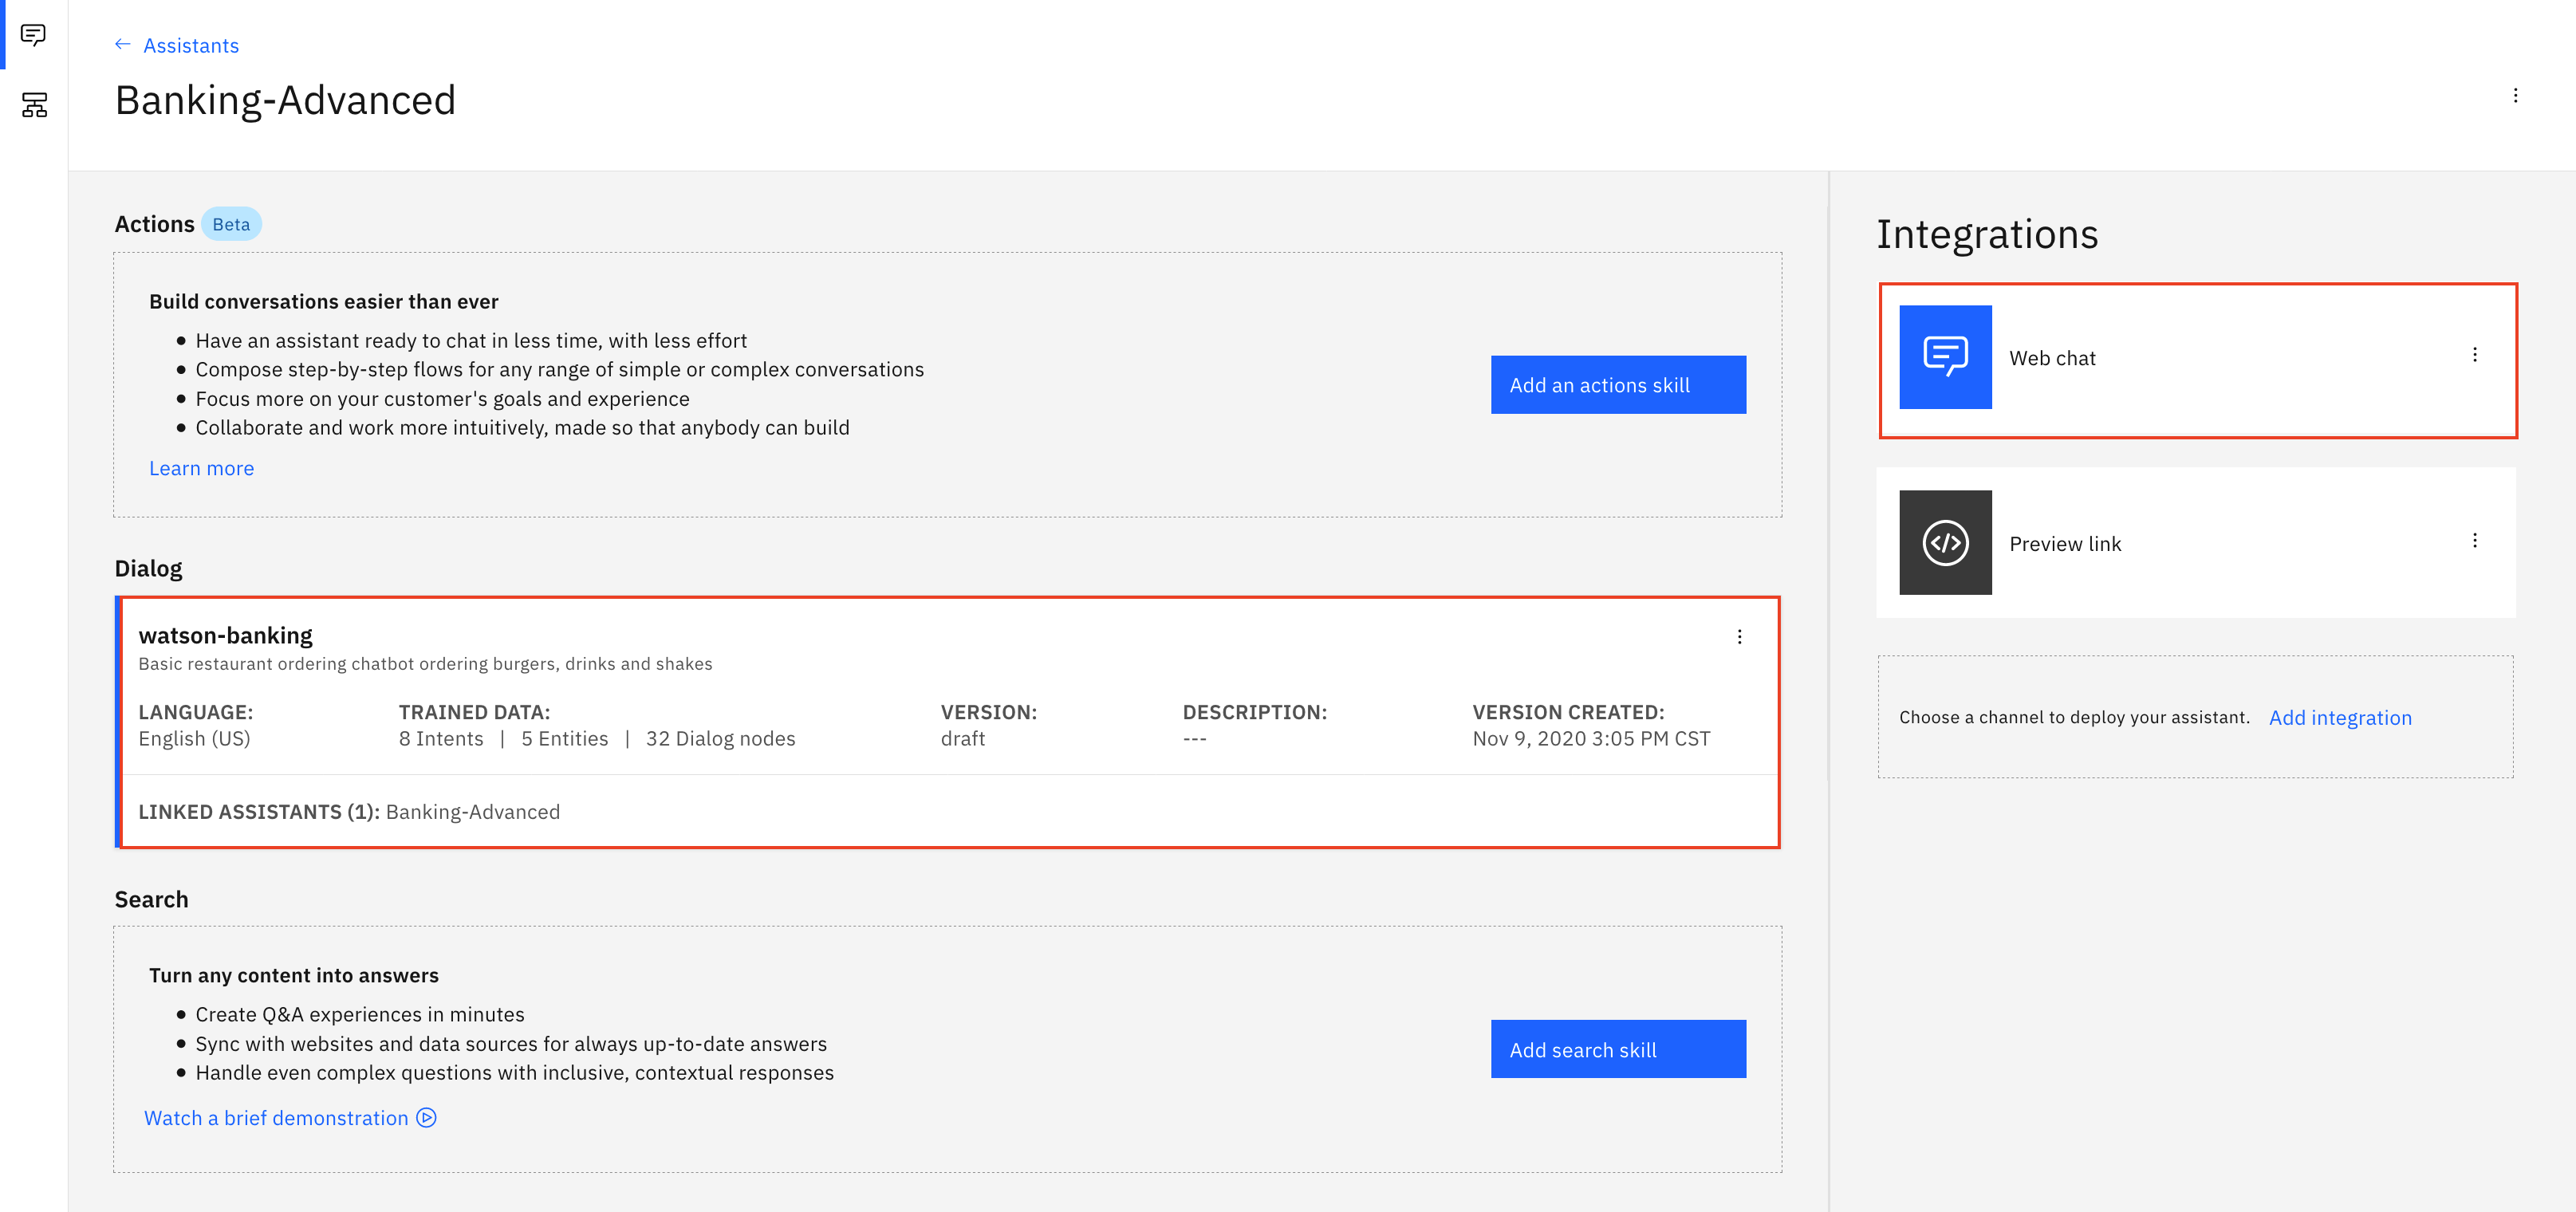 Assistants
Banking-Advanced
Actions Beta
Build conversations easier than ever
Have an assistant ready to chat in less time, with less effort
Compose step-by-step flows for any range of simple or complex conversations
Focus more on your customer's goals and experience
Collaborate and work more intuitively, made so that anybody can build
Learn more
Add an actions skill
Dialog
watson-banking
Basic restaurant ordering chatbot ordering burgers, drinks and shakes
LANGUAGE: TRAINED DATA: VERSION: DESCRIPTION: VERSION CREATED:
English (US) 8 Intents | 5 Entities | 32 Dialog nodes draft --- Nov 9, 2020 3:05 PM CST
LINKED ASSISTANTS (1): Banking-Advanced
Search
Turn any content into answers
Create Q&A experiences in minutes
Sync with websites and data sources for always up-to-date answers
Handle even complex questions with inclusive, contextual responses
Watch a brief demonstration
Add search skill
Integrations
Web chat
Preview link
Choose a channel to deploy your assistant. Add integration